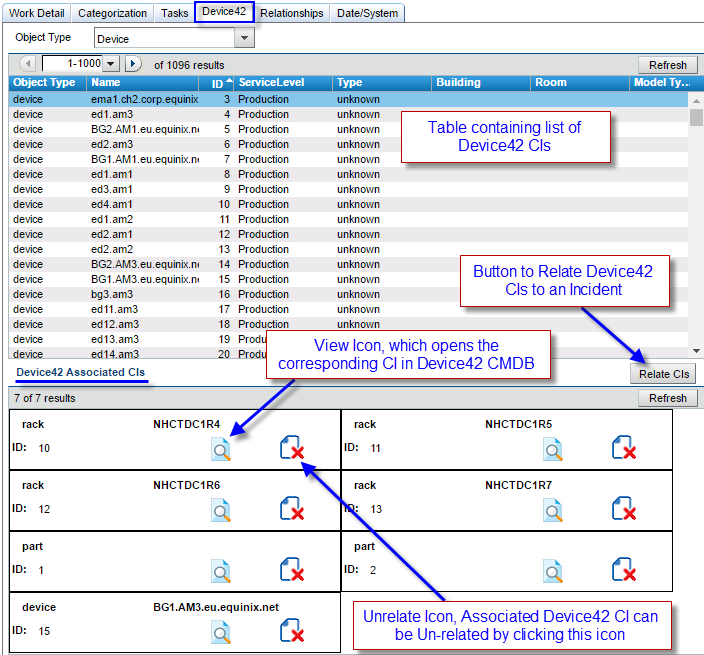 Work Detail Categorization Tasks Device42 Relationships Date/System
Object Type Device
1-1000 of 1096 results Refresh
Object Type Name ID ServiceLevel Type Building Room Model Ty...
device ema1.ch2.corp.equinix 3 Production unknown
device ed1.am3 4 Production unknown
device BG2.AM1.eu.equinix.ne 5 Production unknown
device ed2.am3 6 Production unknown
device BG1.AM1.eu.equinix.ne 7 Production unknown
device ed1.am1 8 Production unknown
device ed3.am1 9 Production unknown
device ed4.am1 10 Production unknown
device ed1.am2 11 Production unknown
device ed2.am1 12 Production unknown
device ed2.am2 13 Production unknown
device BG2.AM3.eu.equinix.ne 14 Production unknown
device BG1.AM3.eu.equinix.ne 15 Production unknown
device bg3.am3 16 Production unknown
device ed11.am3 17 Production unknown
device ed12.am3 18 Production unknown
device ed13.am3 19 Produ
device ed14.am3 20 Produ
Table containing list of
Device42 CIs
Button to Relate Device42
CIs to an Incident
View Icon, which opens the
corresponding CI in Device42 CMDB
Device42 Associated CIs Relate CIs
7 of 7 results Refresh
rack NHCTDC1R4
ID: 10
rack NHCTDC1R5
ID: 11
rack NHCTDC1R6
ID: 12
rack NHCTDC1R7
ID: 13
part
ID: 1
part
ID: 2
device BG1.AM3.eu.equinix.net
ID: 15
Unrelate Icon, Associated Device42 CI can
be Un-related by clicking this icon